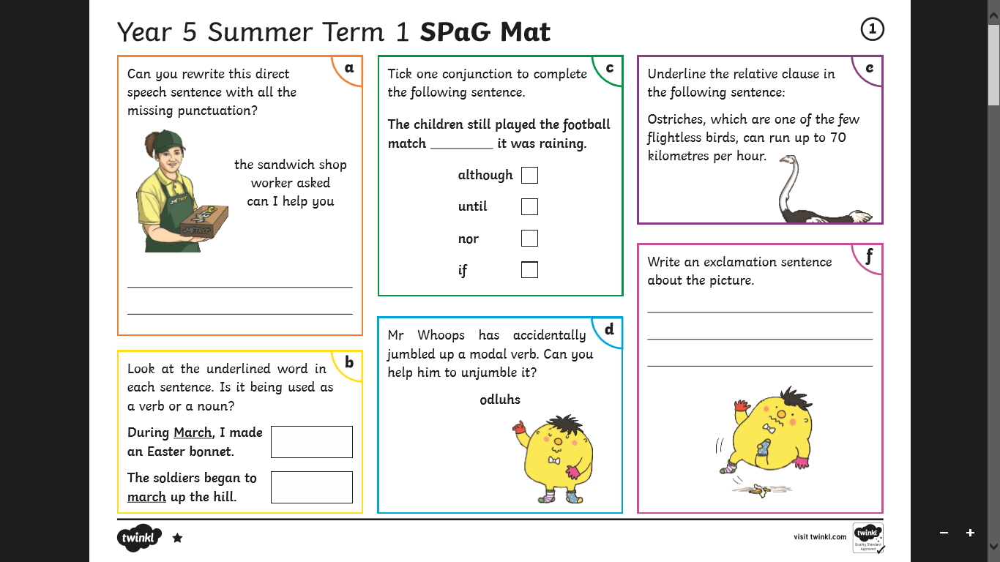 Year 5 Summer Term 1 SPaG Mat
1
a
Can you rewrite this direct
speech sentence with all the
missing punctuation?
the sandwich shop
worker asked
can I help you
METRO
METRO
METRO
b
Look at the underlined word in
each sentence. Is it being used as
a verb or a noun?
During March, I made
an Easter bonnet.
The soldiers began to
march up the hill.
c
Tick one conjunction to complete
the following sentence.
The children still played the football
match ________ it was raining.
although
until
nor
if
d
Mr Whoops has accidentally
jumbled up a modal verb. Can you
help him to unjumble it?
odluhs
e
Underline the relative clause in
the following sentence:
Ostriches, which are one of the few
flightless birds, can run up to 70
kilometres per hour.
f
Write an exclamation sentence
about the picture.
twinkl
visit twinkl.com
twinkl
Quality Standard
Approved